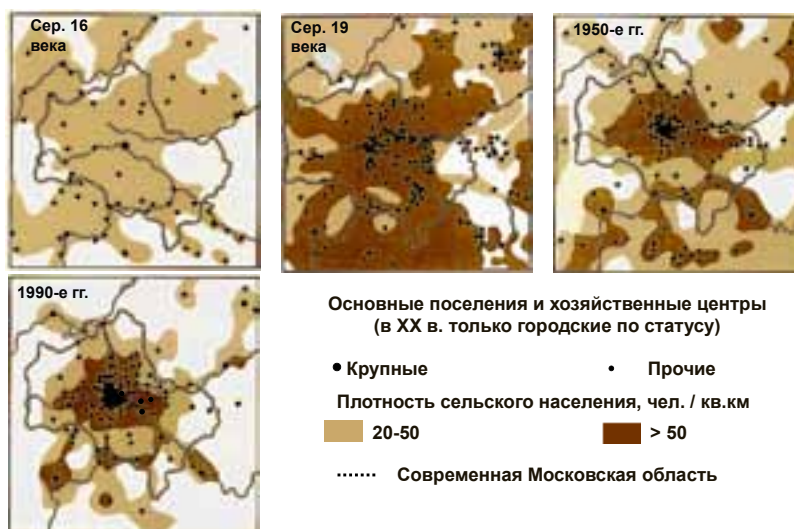 Сер. 16
века
Сер. 19
века
1950-е гг.
1990-е гг.
Основные поселения и хозяйственные центры
(в XX в. только городские по статусу)
Крупные
Прочие
Плотность сельского населения, чел. / кв.км
20-50
> 50
Современная Московская область